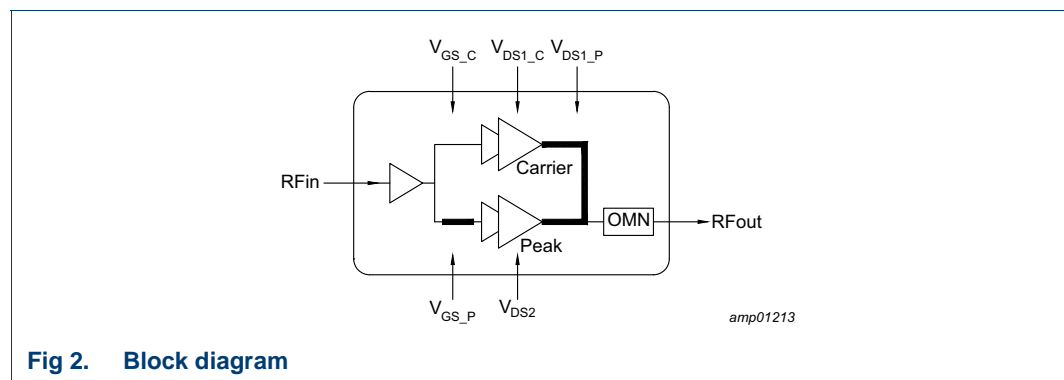 V_GS_C V_DS1_C V_DS1_P
Carrier
RFin
OMN RFout
Peak
V_GS_P V_DS2
amp01213
Fig 2. Block diagram